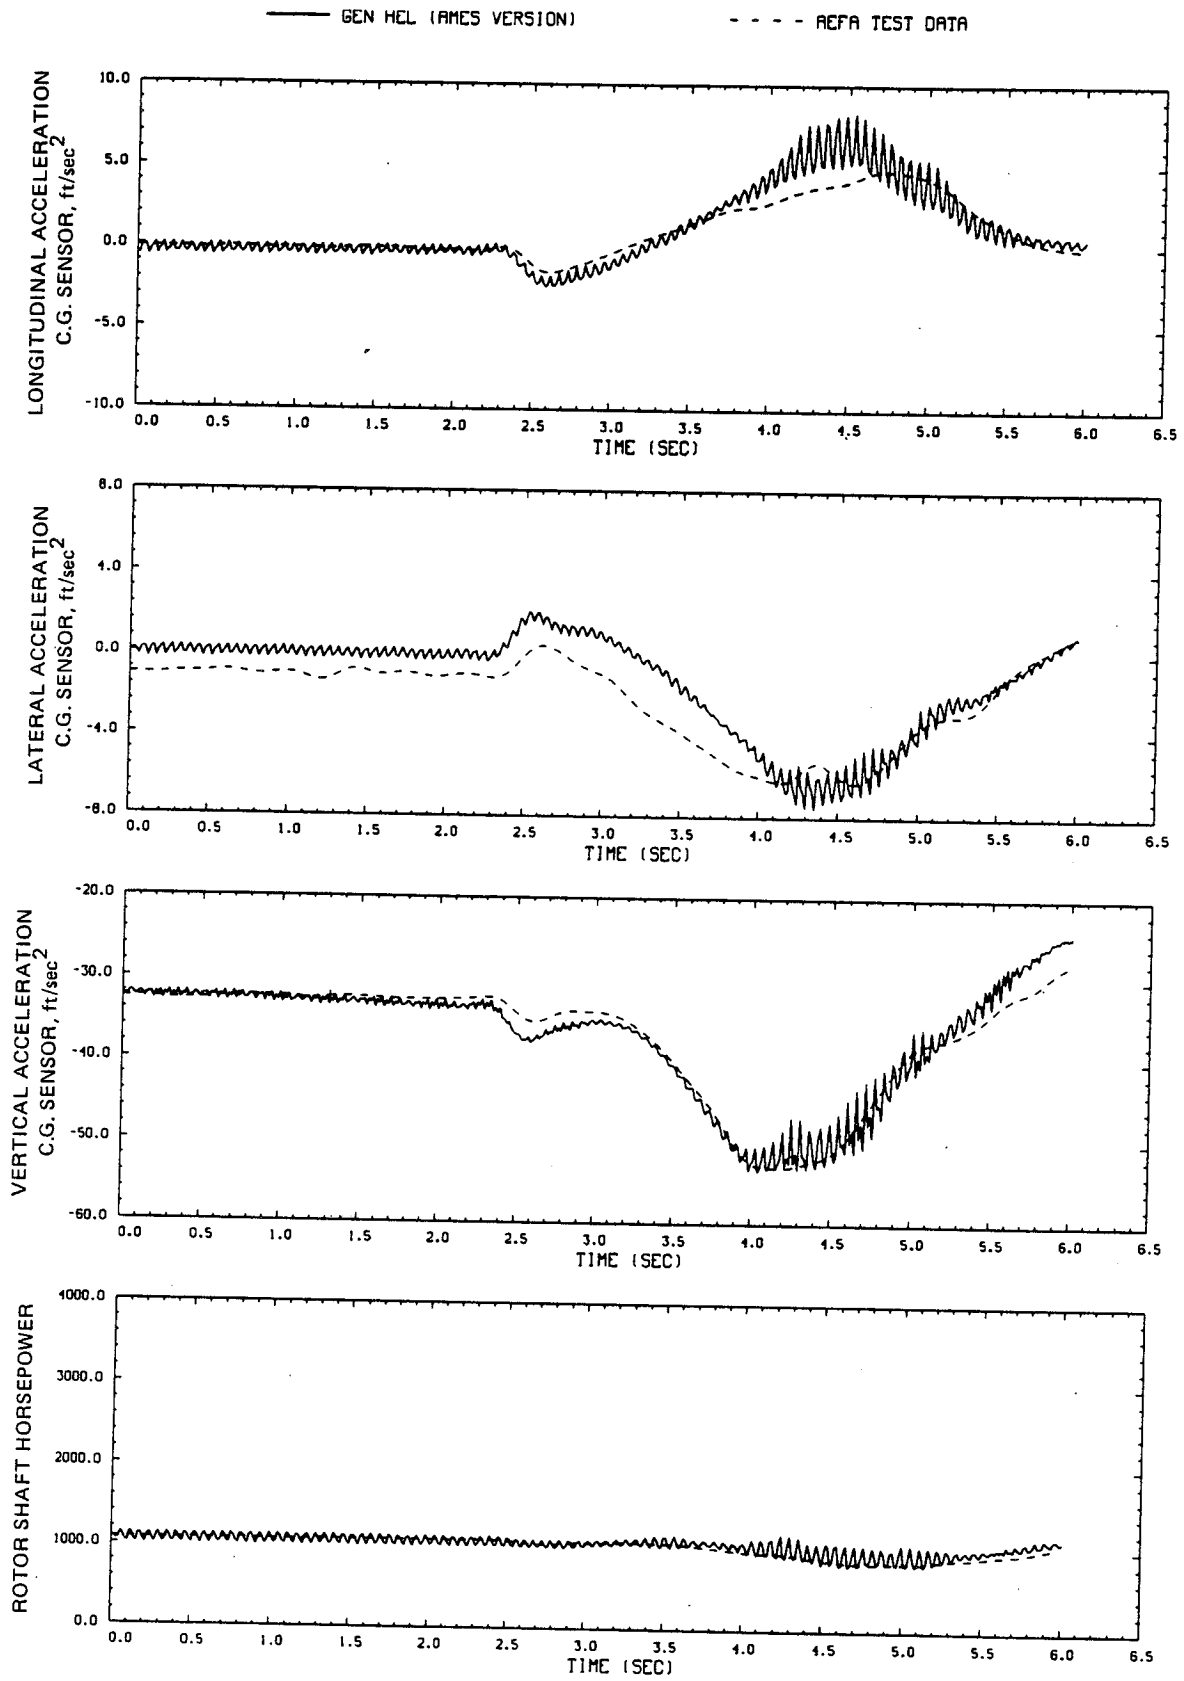 GEN HEL (AMES VERSION)
AEFA TEST DATA
LONGITUDINAL ACCELERATION
C.G. SENSOR, ft/sec2
10.0
5.0
0.0
-5.0
-10.0
0.0 0.5 1.0 1.5 2.0 2.5 3.0 3.5 4.0 4.5 5.0 5.5 6.0 6.5
TIME (SEC)
LATERAL ACCELERATION
C.G. SENSOR, ft/sec2
8.0
4.0
0.0
-4.0
-8.0
0.0 0.5 1.0 1.5 2.0 2.5 3.0 3.5 4.0 4.5 5.0 5.5 6.0 6.5
TIME (SEC)
VERTICAL ACCELERATION
C.G. SENSOR, ft/sec2
-20.0
-30.0
-40.0
-50.0
-60.0
0.0 0.5 1.0 1.5 2.0 2.5 3.0 3.5 4.0 4.5 5.0 5.5 6.0 6.5
TIME (SEC)
ROTOR SHAFT HORSEPOWER
4000.0
3000.0
2000.0
1000.0
0.0
0.0 0.5 1.0 1.5 2.0 2.5 3.0 3.5 4.0 4.5 5.0 5.5 6.0 6.5
TIME (SEC)